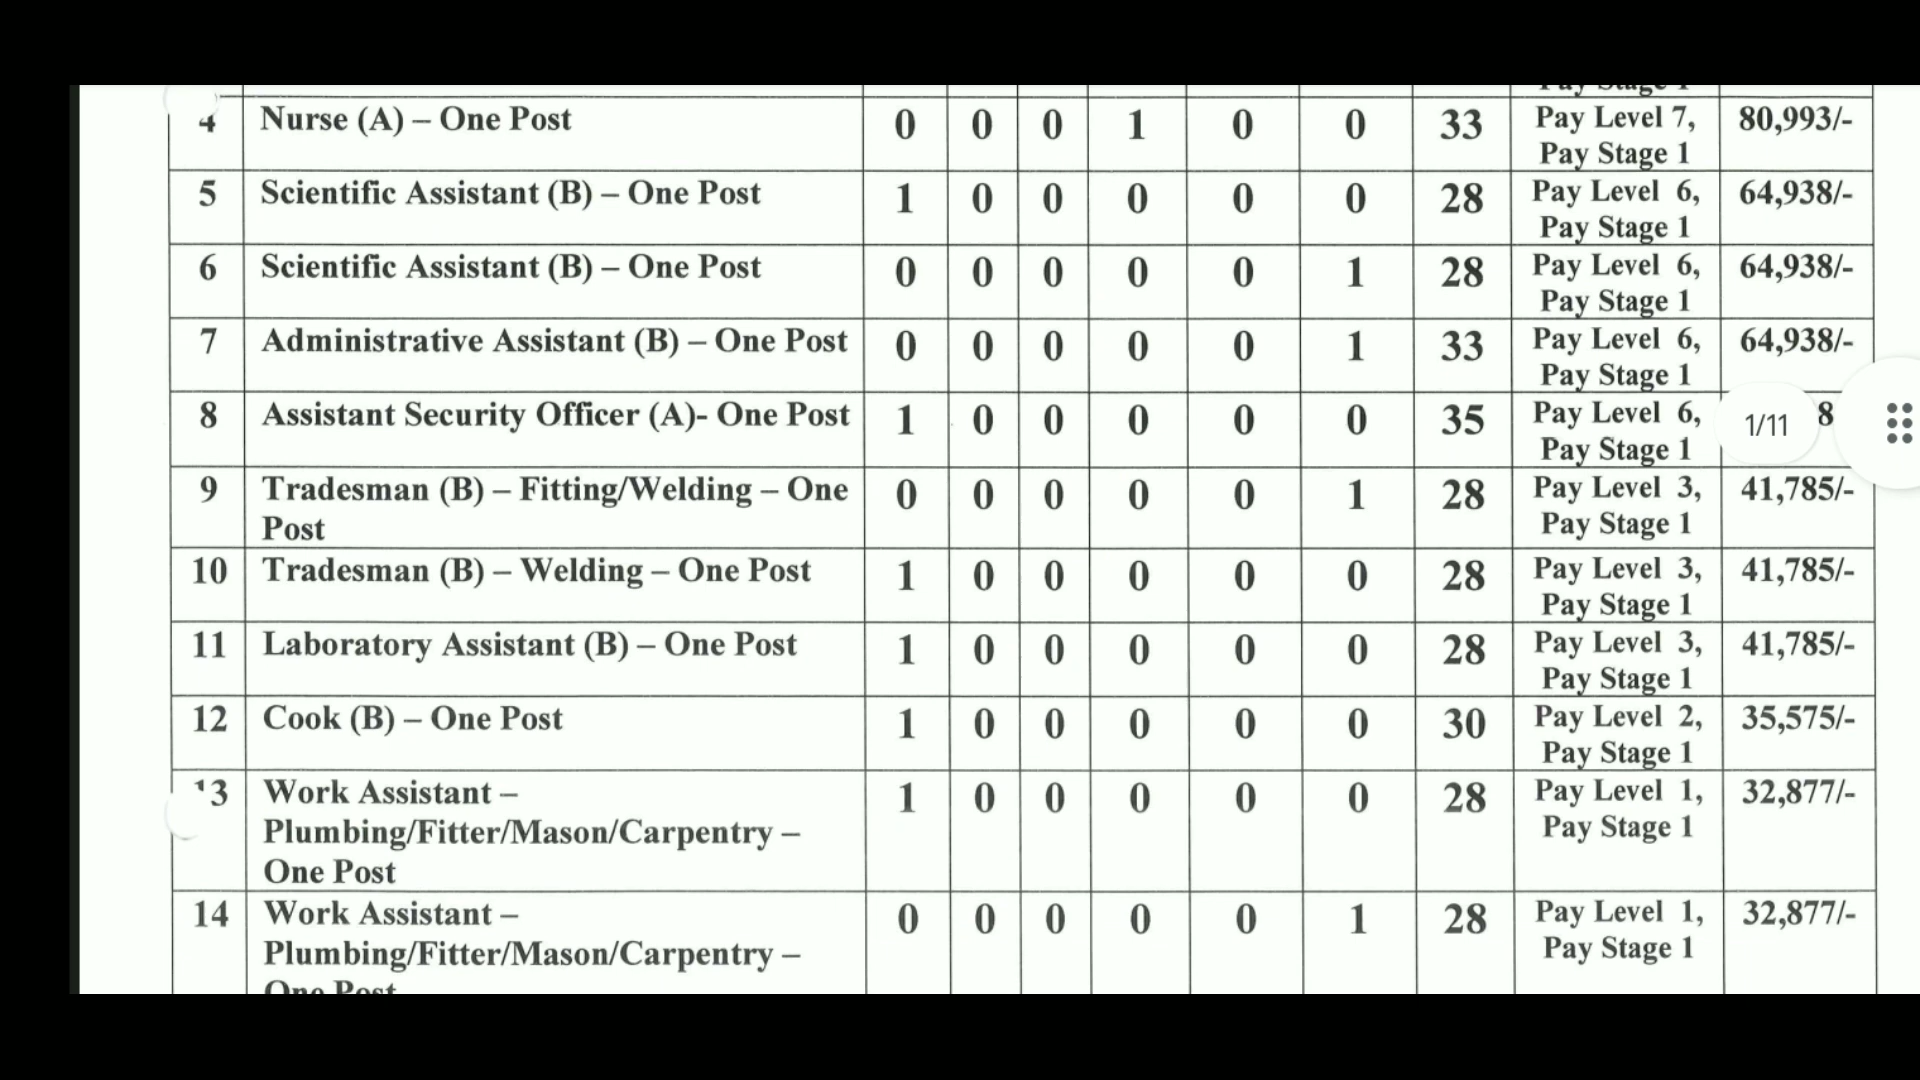 4 Nurse (A) – One Post 0 0 0 1 0 0 33 Pay Level 7, 80,993/-
Pay Stage 1
5 Scientific Assistant (B) – One Post 1 0 0 0 0 0 28 Pay Level 6, 64,938/-
Pay Stage 1
6 Scientific Assistant (B) – One Post 0 0 0 0 0 1 28 Pay Level 6, 64,938/-
Pay Stage 1
7 Administrative Assistant (B) – One Post 0 0 0 0 0 1 33 Pay Level 6, 64,938/-
Pay Stage 1
8 Assistant Security Officer (A)- One Post 1 0 0 0 0 0 35 Pay Level 6, 1/11 8
Pay Stage 1
9 Tradesman (B) – Fitting/Welding – One 0 0 0 0 0 1 28 Pay Level 3, 41,785/-
Post Pay Stage 1
10 Tradesman (B) – Welding – One Post 1 0 0 0 0 0 28 Pay Level 3, 41,785/-
Pay Stage 1
11 Laboratory Assistant (B) – One Post 1 0 0 0 0 0 28 Pay Level 3, 41,785/-
Pay Stage 1
12 Cook (B) – One Post 1 0 0 0 0 0 30 Pay Level 2, 35,575/-
Pay Stage 1
13 Work Assistant – 1 0 0 0 0 0 28 Pay Level 1, 32,877/-
Plumbing/Fitter/Mason/Carpentry – Pay Stage 1
One Post
14 Work Assistant – 0 0 0 0 0 1 28 Pay Level 1, 32,877/-
Plumbing/Fitter/Mason/Carpentry – Pay Stage 1
One Post